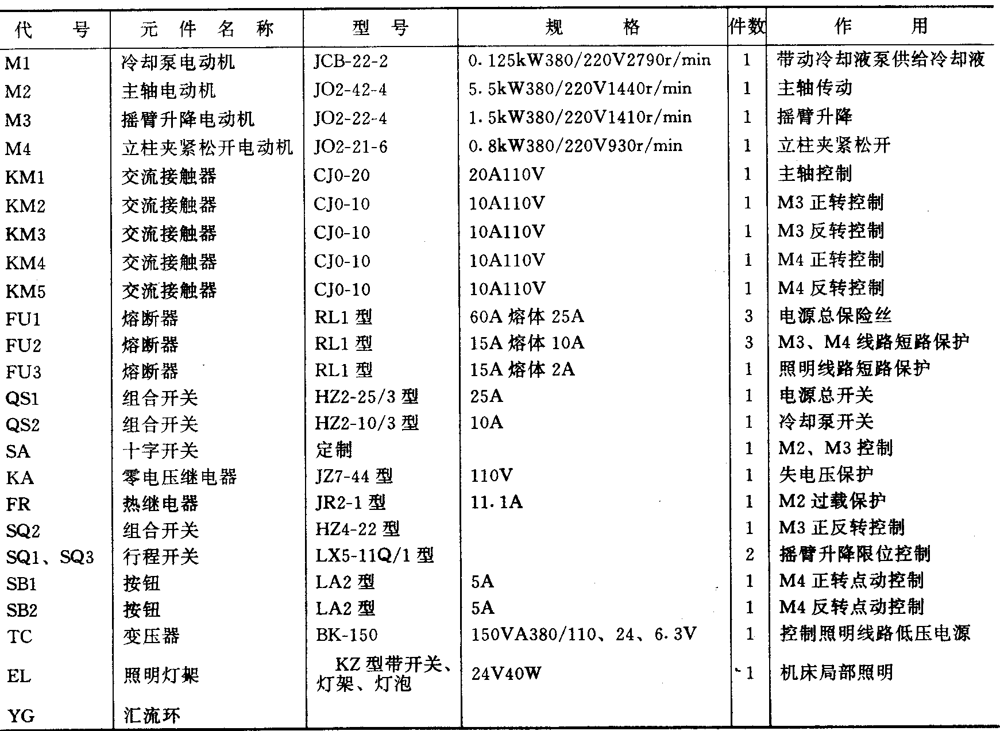 代 号 元 件 名 称 型 号 规 格 件数 作 用
M1 冷却泵电动机 JCB-22-2 0.125kW380/220V2790r/min 1 带动冷却液泵供给冷却液
M2 主轴电动机 JO2-42-4 5.5kW380/220V1440r/min 1 主轴传动
M3 摇臂升降电动机 JO2-22-4 1.5kW380/220V1410r/min 1 摇臂升降
M4 立柱夹紧松开电动机 JO2-21-6 0.8kW380/220V930r/min 1 立柱夹紧松开
KM1 交流接触器 CJ0-20 20A110V 1 主轴控制
KM2 交流接触器 CJ0-10 10A110V 1 M3 正转控制
KM3 交流接触器 CJ0-10 10A110V 1 M3 反转控制
KM4 交流接触器 CJ0-10 10A110V 1 M4 正转控制
KM5 交流接触器 CJ0-10 10A110V 1 M4 反转控制
FU1 熔断器 RL1 型 60A 熔体 25A 3 电源总保险丝
FU2 熔断器 RL1 型 15A 熔体 10A 3 M3、M4 线路短路保护
FU3 熔断器 RL1 型 15A 熔体 2A 1 照明线路短路保护
QS1 组合开关 HZ2-25/3 型 25A 1 电源总开关
QS2 组合开关 HZ2-10/3 型 10A 1 冷却泵开关
SA 十字开关 定制 1 M2、M3 控制
KA 零电压继电器 JZ7-44 型 110V 1 失电压保护
FR 热继电器 JR2-1 型 11.1A 1 M2 过载保护
SQ2 组合开关 HZ4-22 型 1 M3 正反转控制
SQ1、SQ3 行程开关 LX5-11Q/1 型 2 摇臂升降限位控制
SB1 按钮 LA2 型 5A 1 M4 正转点动控制
SB2 按钮 LA2 型 5A 1 M4 反转点动控制
TC 变压器 BK-150 150VA380/110、24、6.3V 1 控制照明线路低压电源
EL 照明灯架 KZ 型带开关、
灯架、灯泡 24V40W 1 机床局部照明
YG 汇流环